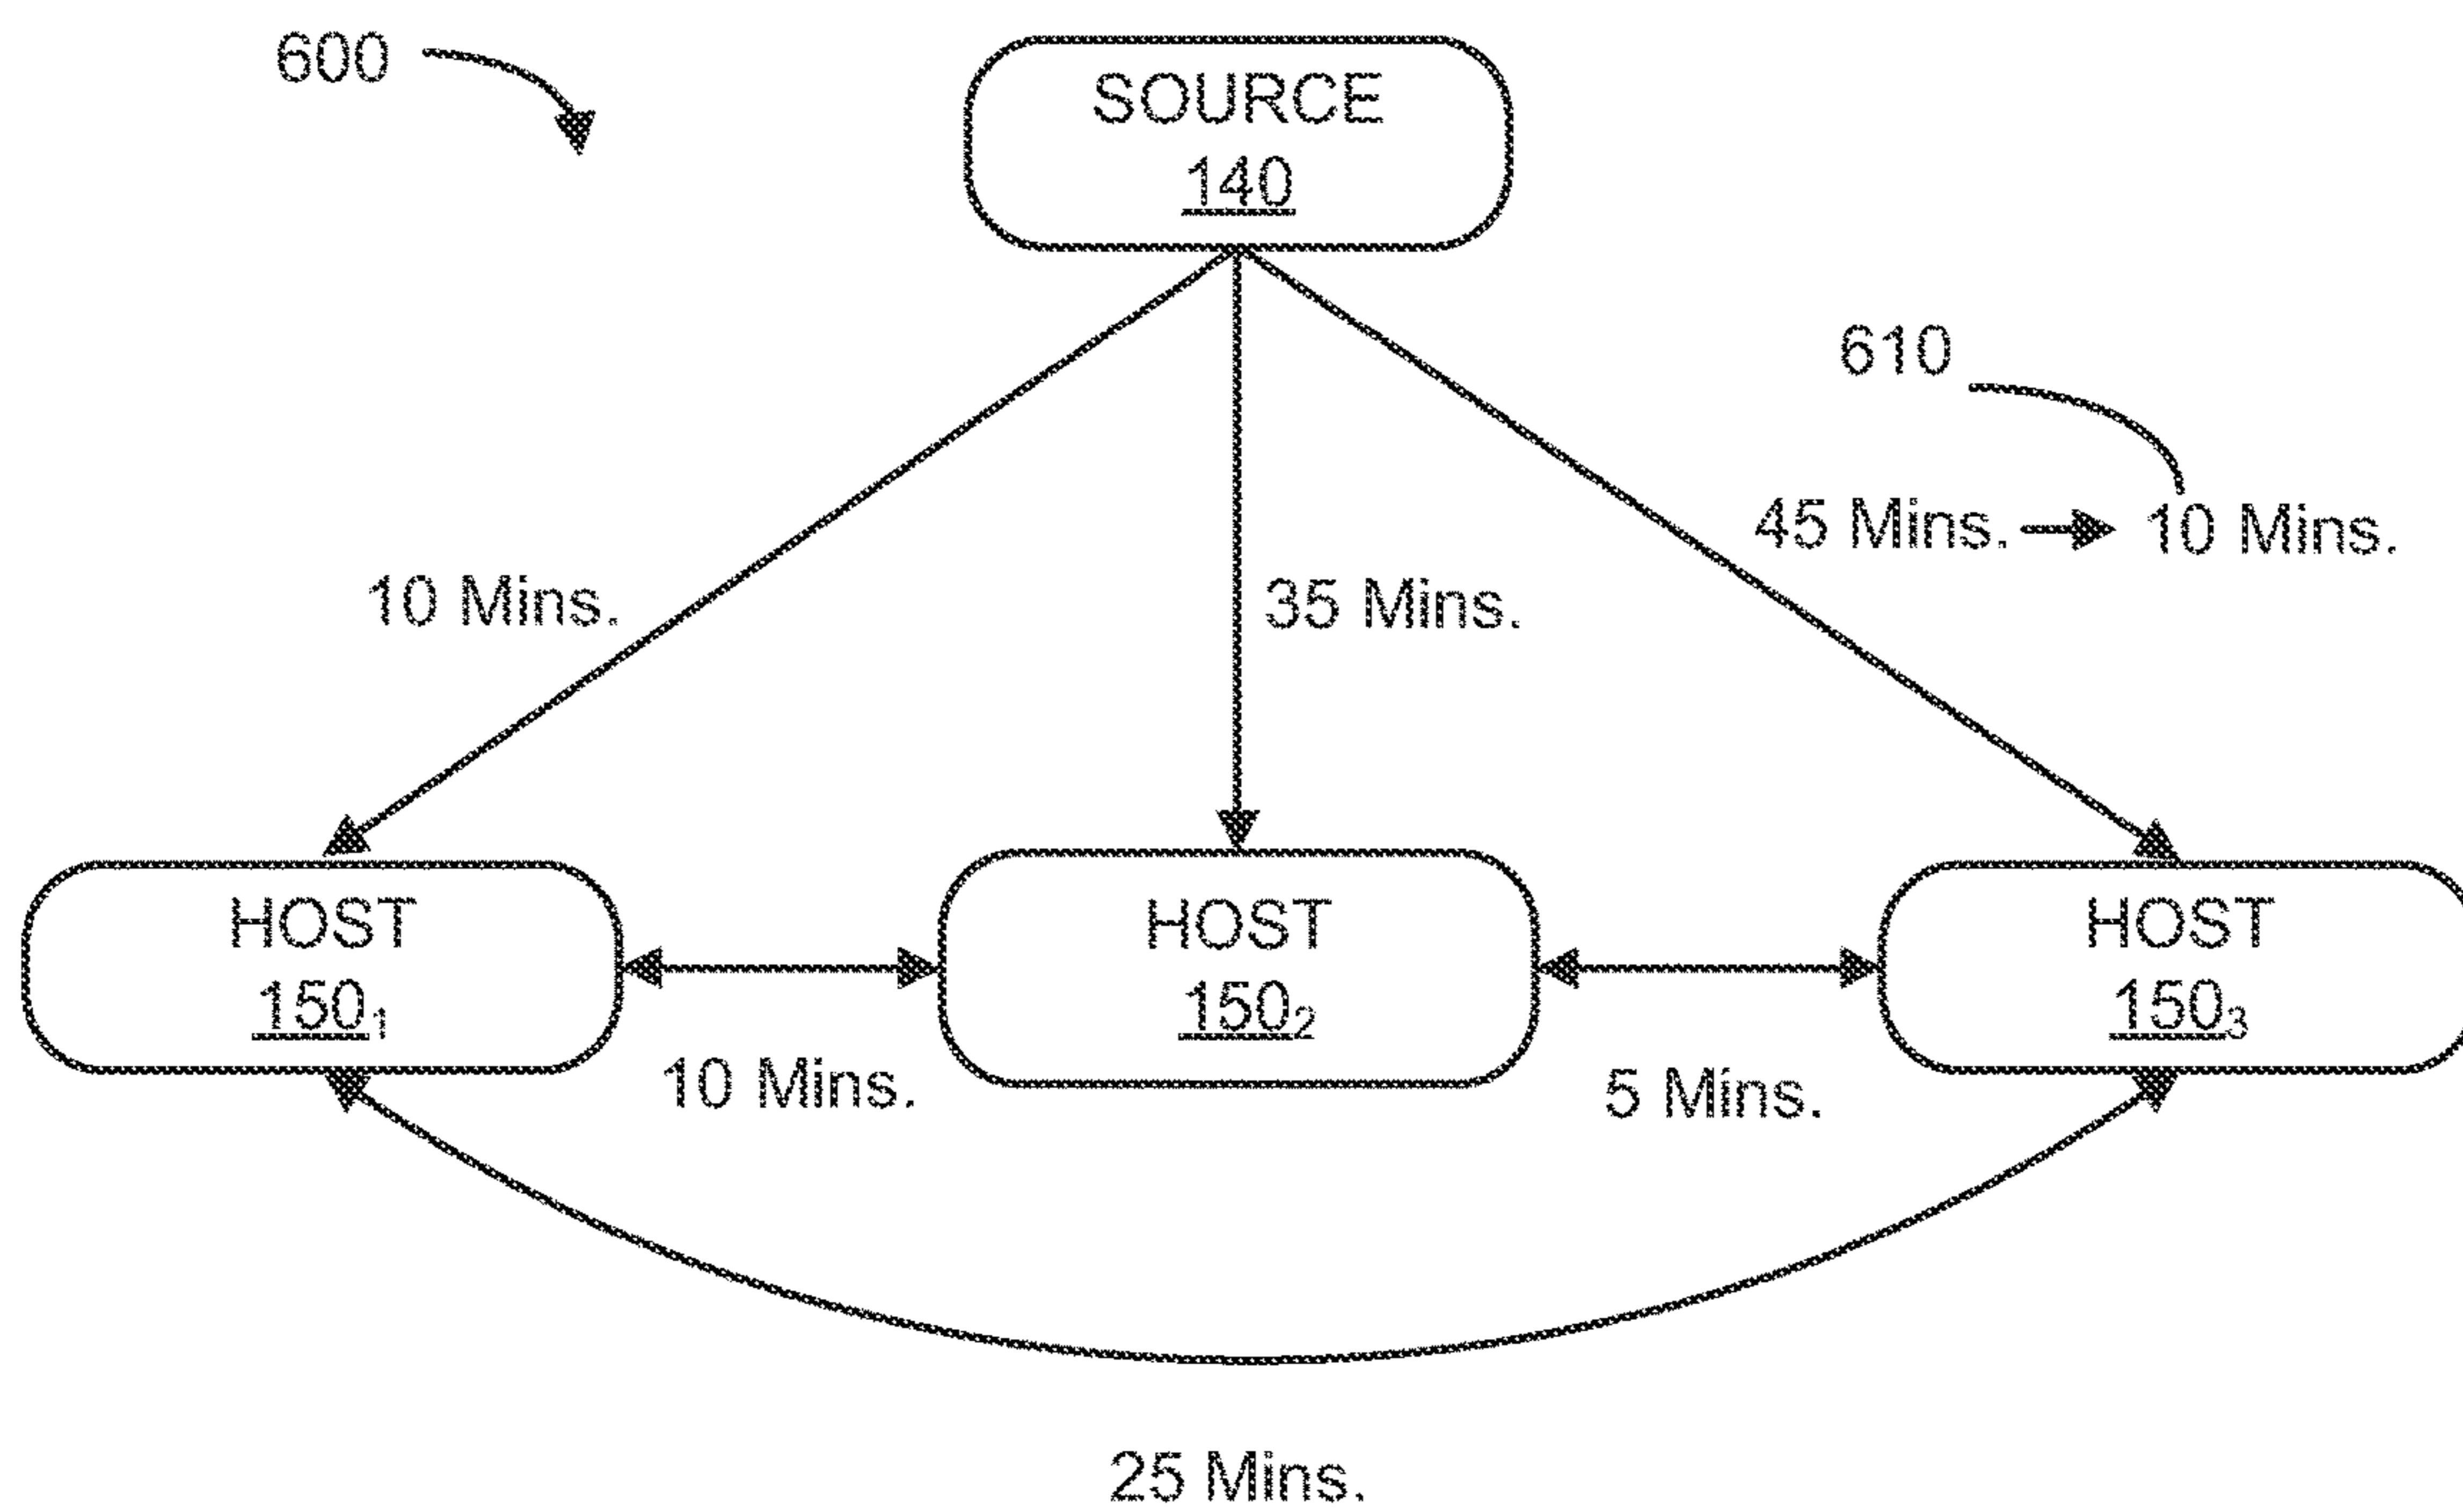 600
SOURCE
140
610
45 Mins. → 10 Mins.
10 Mins.
35 Mins.
HOST
150₁
HOST
150₂
HOST
150₃
10 Mins.
5 Mins.
25 Mins.